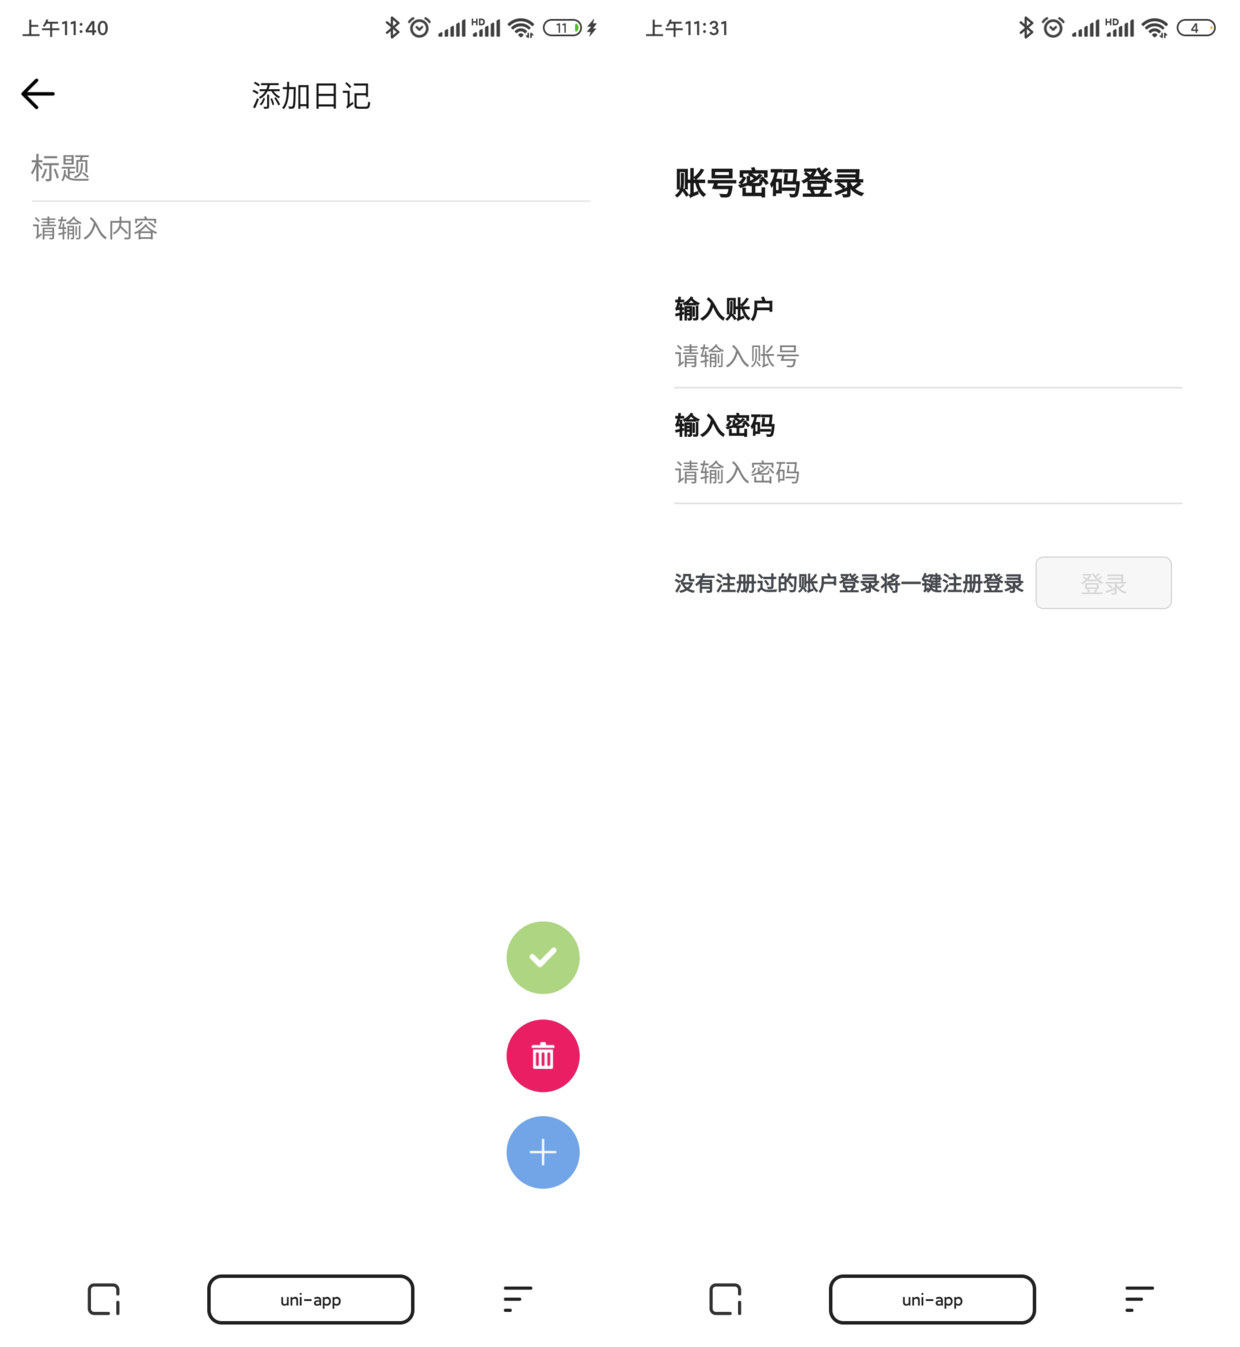 上午11:40
HD
11
添加日记
标题
请输入内容
uni-app
上午11:31
HD
4
账号密码登录
输入账户
请输入账号
输入密码
请输入密码
没有注册过的账户登录将一键注册登录
登录
uni-app